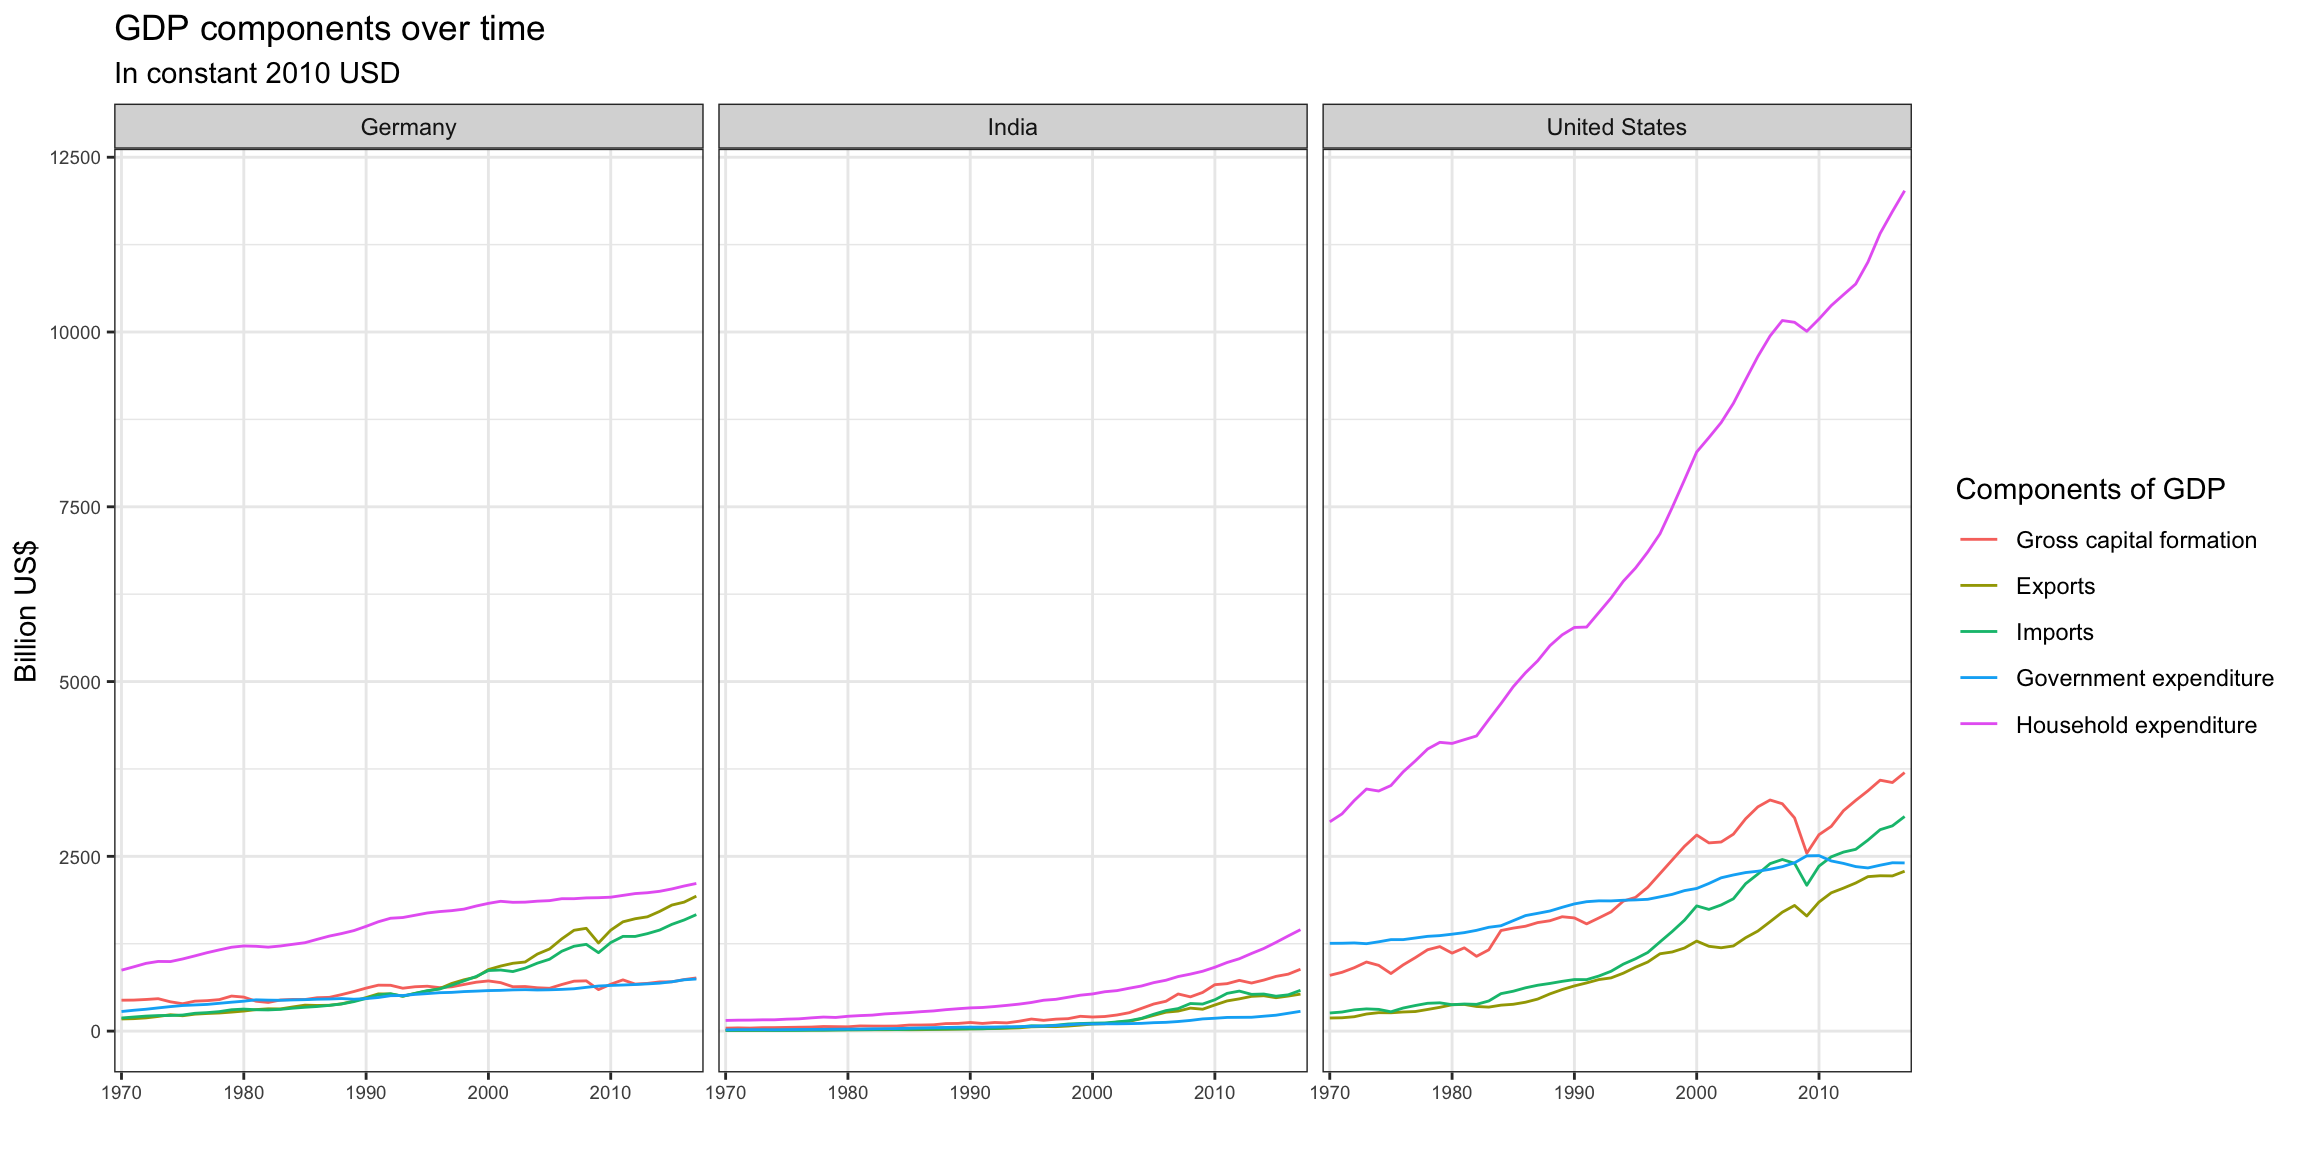 GDP components over time
In constant 2010 USD
Germany
India
United States
12500
10000
7500
5000
2500
0
Billion US$
1970 1980 1990 2000 2010
1970 1980 1990 2000 2010
1970 1980 1990 2000 2010
Components of GDP
Gross capital formation
Exports
Imports
Government expenditure
Household expenditure